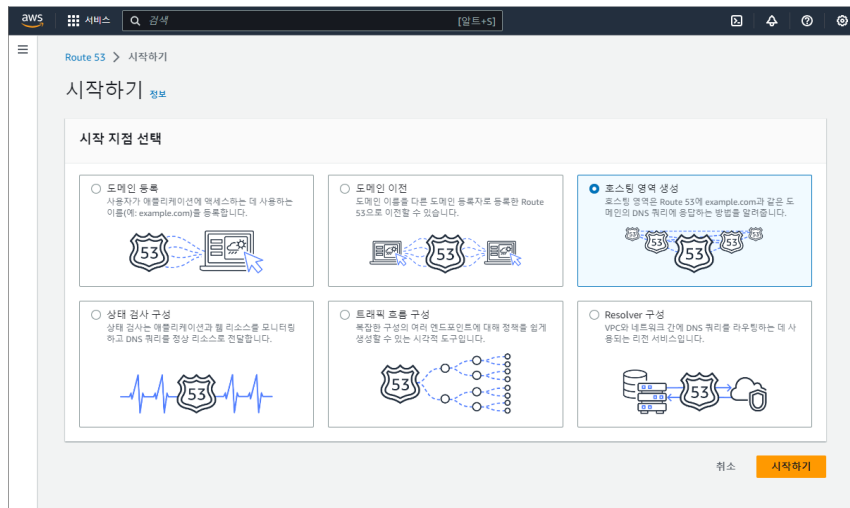 aws
서비스
검색
[알트+S]
Route 53 > 시작하기
시작하기 정보
시작 지점 선택
도메인 등록
사용자가 애플리케이션에 액세스하는 데 사용하는
이름(예: example.com)을 등록합니다.
53
도메인 이전
도메인 이름을 다른 도메인 등록자로 등록한 Route
53으로 이전할 수 있습니다.
53
호스팅 영역 생성
호스팅 영역은 Route 53에 example.com과 같은 도
메인의 DNS 쿼리에 응답하는 방법을 알려줍니다.
53 53 53 53 53
상태 검사 구성
상태 검사는 애플리케이션과 웹 리소스를 모니터링
하고 DNS 쿼리를 정상 리소스로 전달합니다.
53
트래픽 흐름 구성
복잡한 구성의 여러 엔드포인트에 대해 정책을 쉽게
생성할 수 있는 시각적 도구입니다.
53
Resolver 구성
VPC와 네트워크 간에 DNS 쿼리를 라우팅하는 데 사
용되는 리전 서비스입니다.
53
취소
시작하기